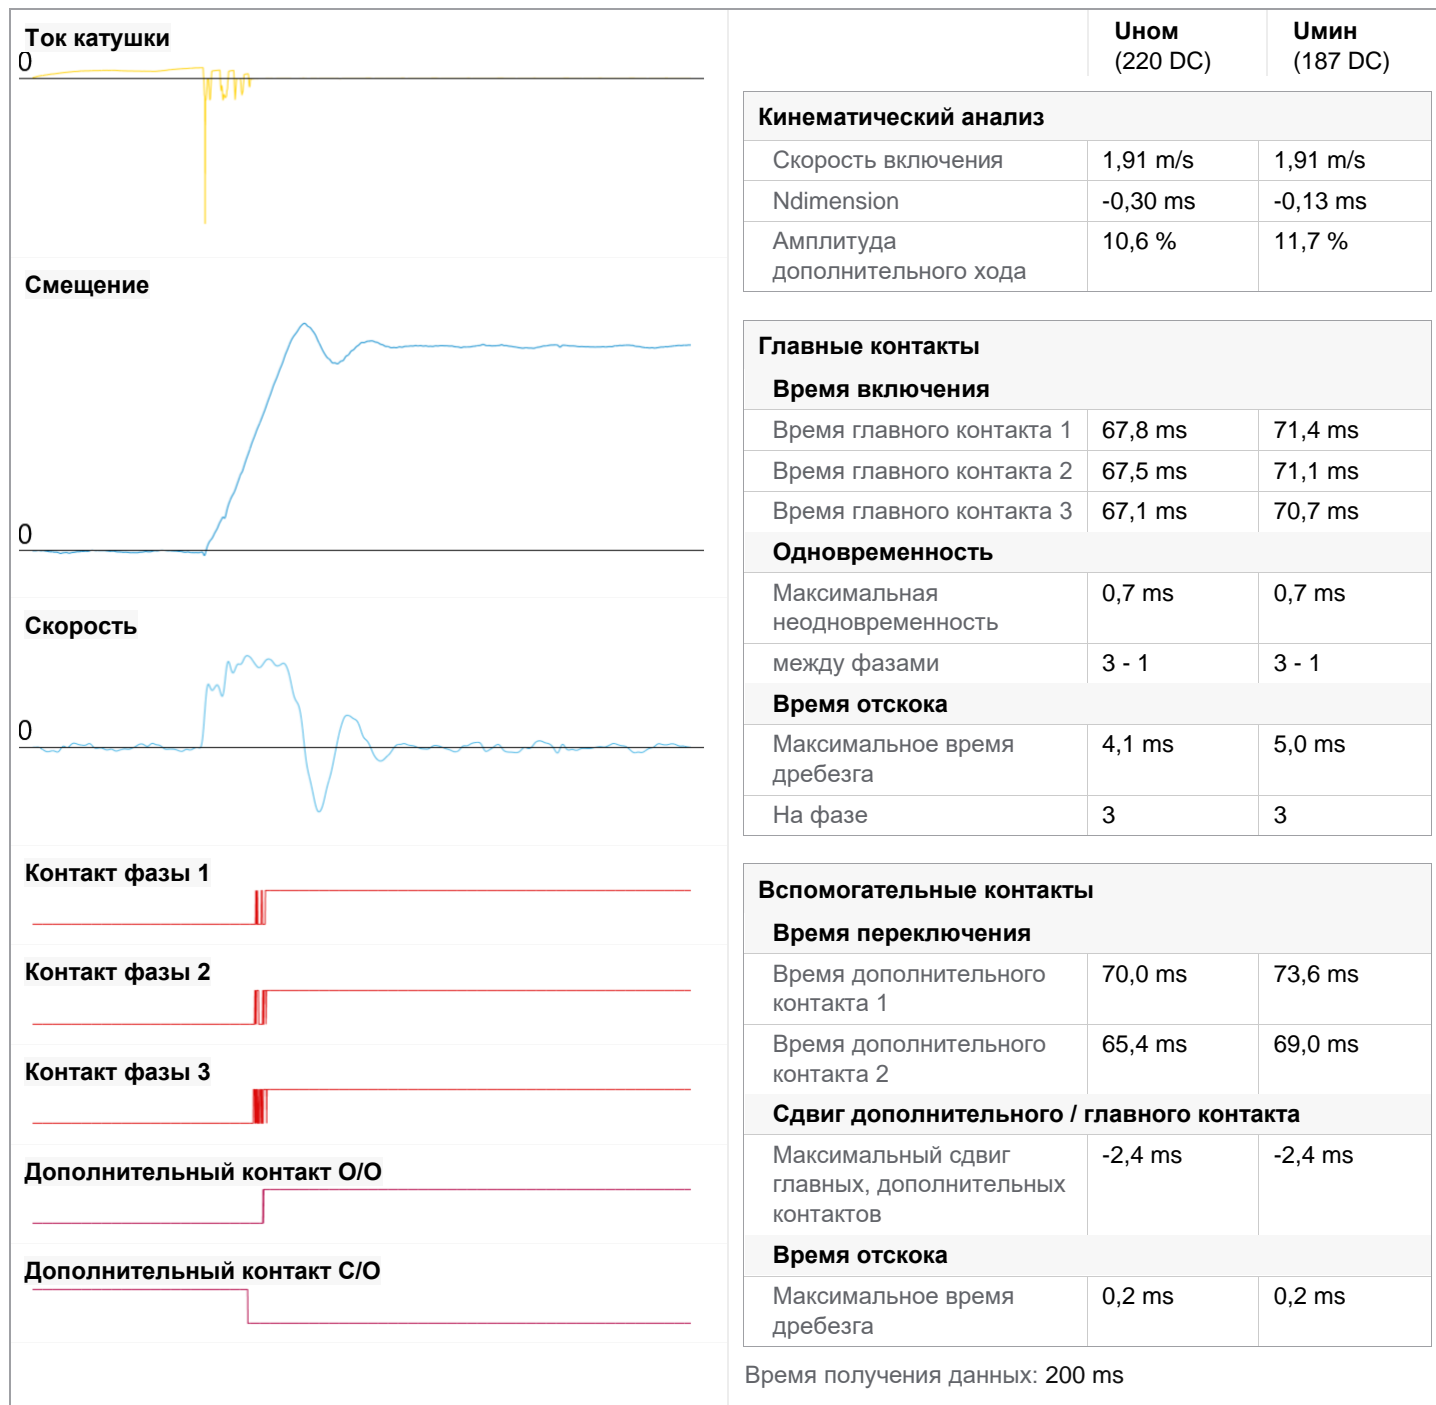 Ток катушки
0
Смещение
0
Скорость
0
Контакт фазы 1
Контакт фазы 2
Контакт фазы 3
Дополнительный контакт O/O
Дополнительный контакт C/O
Uном Uмин
(220 DC) (187 DC)
Кинематический анализ
Скорость включения 1,91 m/s 1,91 m/s
Ndimension -0,30 ms -0,13 ms
Амплитуда 10,6 % 11,7 %
дополнительного хода
Главные контакты
Время включения
Время главного контакта 1 67,8 ms 71,4 ms
Время главного контакта 2 67,5 ms 71,1 ms
Время главного контакта 3 67,1 ms 70,7 ms
Одновременность
Максимальная 0,7 ms 0,7 ms
неодновременность
между фазами 3 - 1 3 - 1
Время отскока
Максимальное время 4,1 ms 5,0 ms
дребезга
На фазе 3 3
Вспомогательные контакты
Время переключения
Время дополнительного 70,0 ms 73,6 ms
контакта 1
Время дополнительного 65,4 ms 69,0 ms
контакта 2
Сдвиг дополнительного / главного контакта
Максимальный сдвиг -2,4 ms -2,4 ms
главных, дополнительных
контактов
Время отскока
Максимальное время 0,2 ms 0,2 ms
дребезга
Время получения данных: 200 ms